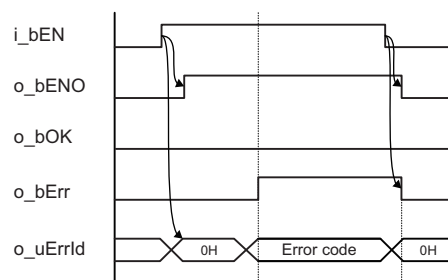 i_bEN
o_bENO
o_bOK
o_bErr
o_uErrId 0H Error code 0H